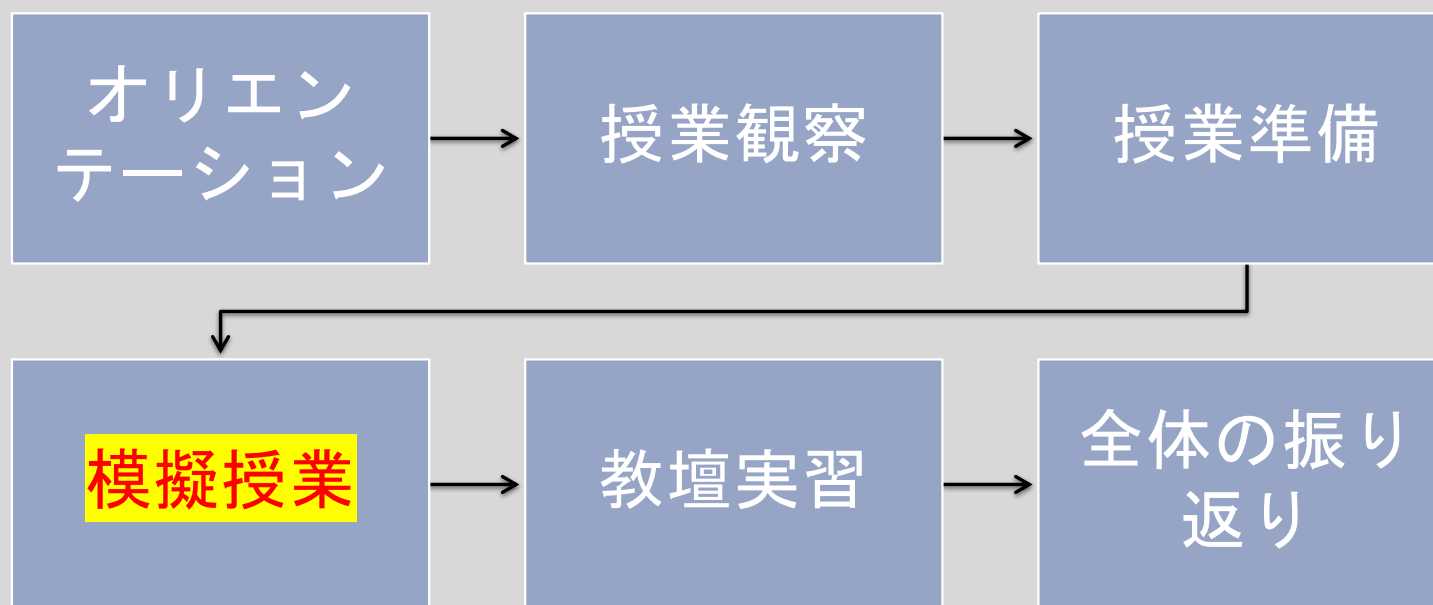 オリエン
テーション
授業観察
授業準備
模擬授業
教壇実習
全体の振り
返り